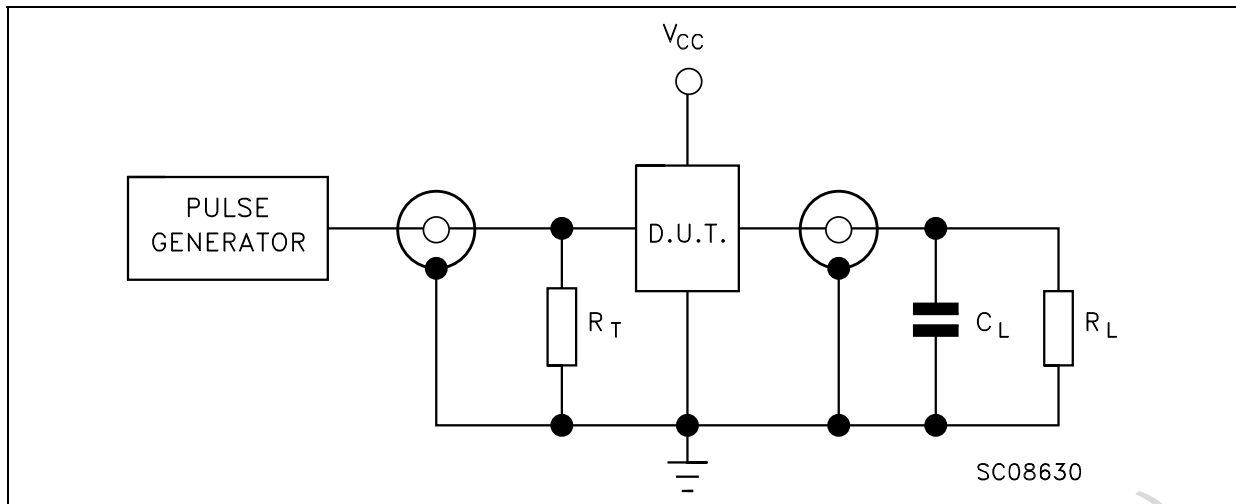 VCC
PULSE
GENERATOR
D.U.T.
RT
CL
RL
SC08630